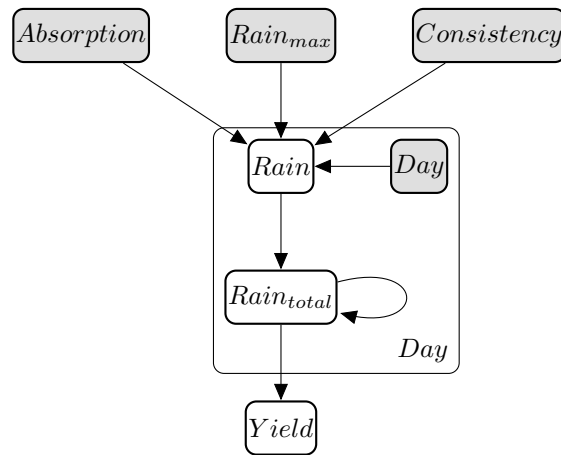 Absorption
Rain_max
Consistency
Rain
Day
Rain_total
Day
Yield